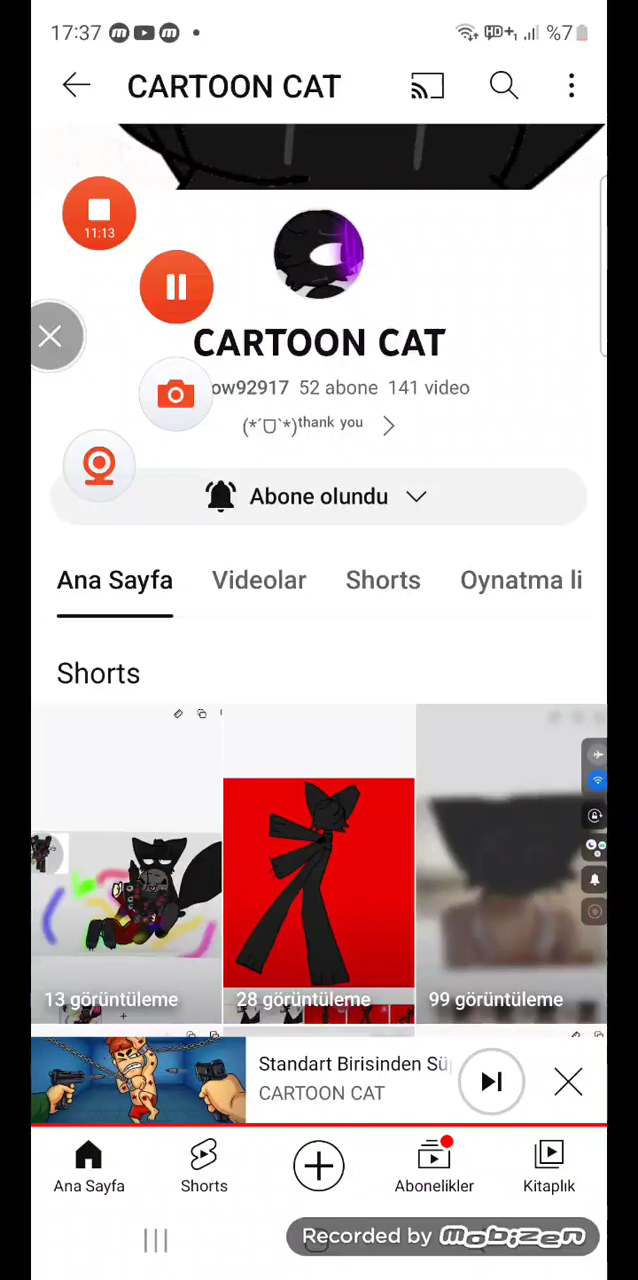 17:37
HD+ %7
CARTOON CAT
11:13
CARTOON CAT
ow92917 52 abone 141 video
(*ˊᗜˋ*)ᵗʰᵃⁿᵏ ʸᵒᵘ
Abone olundu
Ana Sayfa Videolar Shorts Oynatma li
Shorts
13 görüntüleme 28 görüntüleme 99 görüntüleme
Standart Birisinden Sü
CARTOON CAT
Ana Sayfa Shorts Abonelikler Kitaplık
Recorded by mobizen